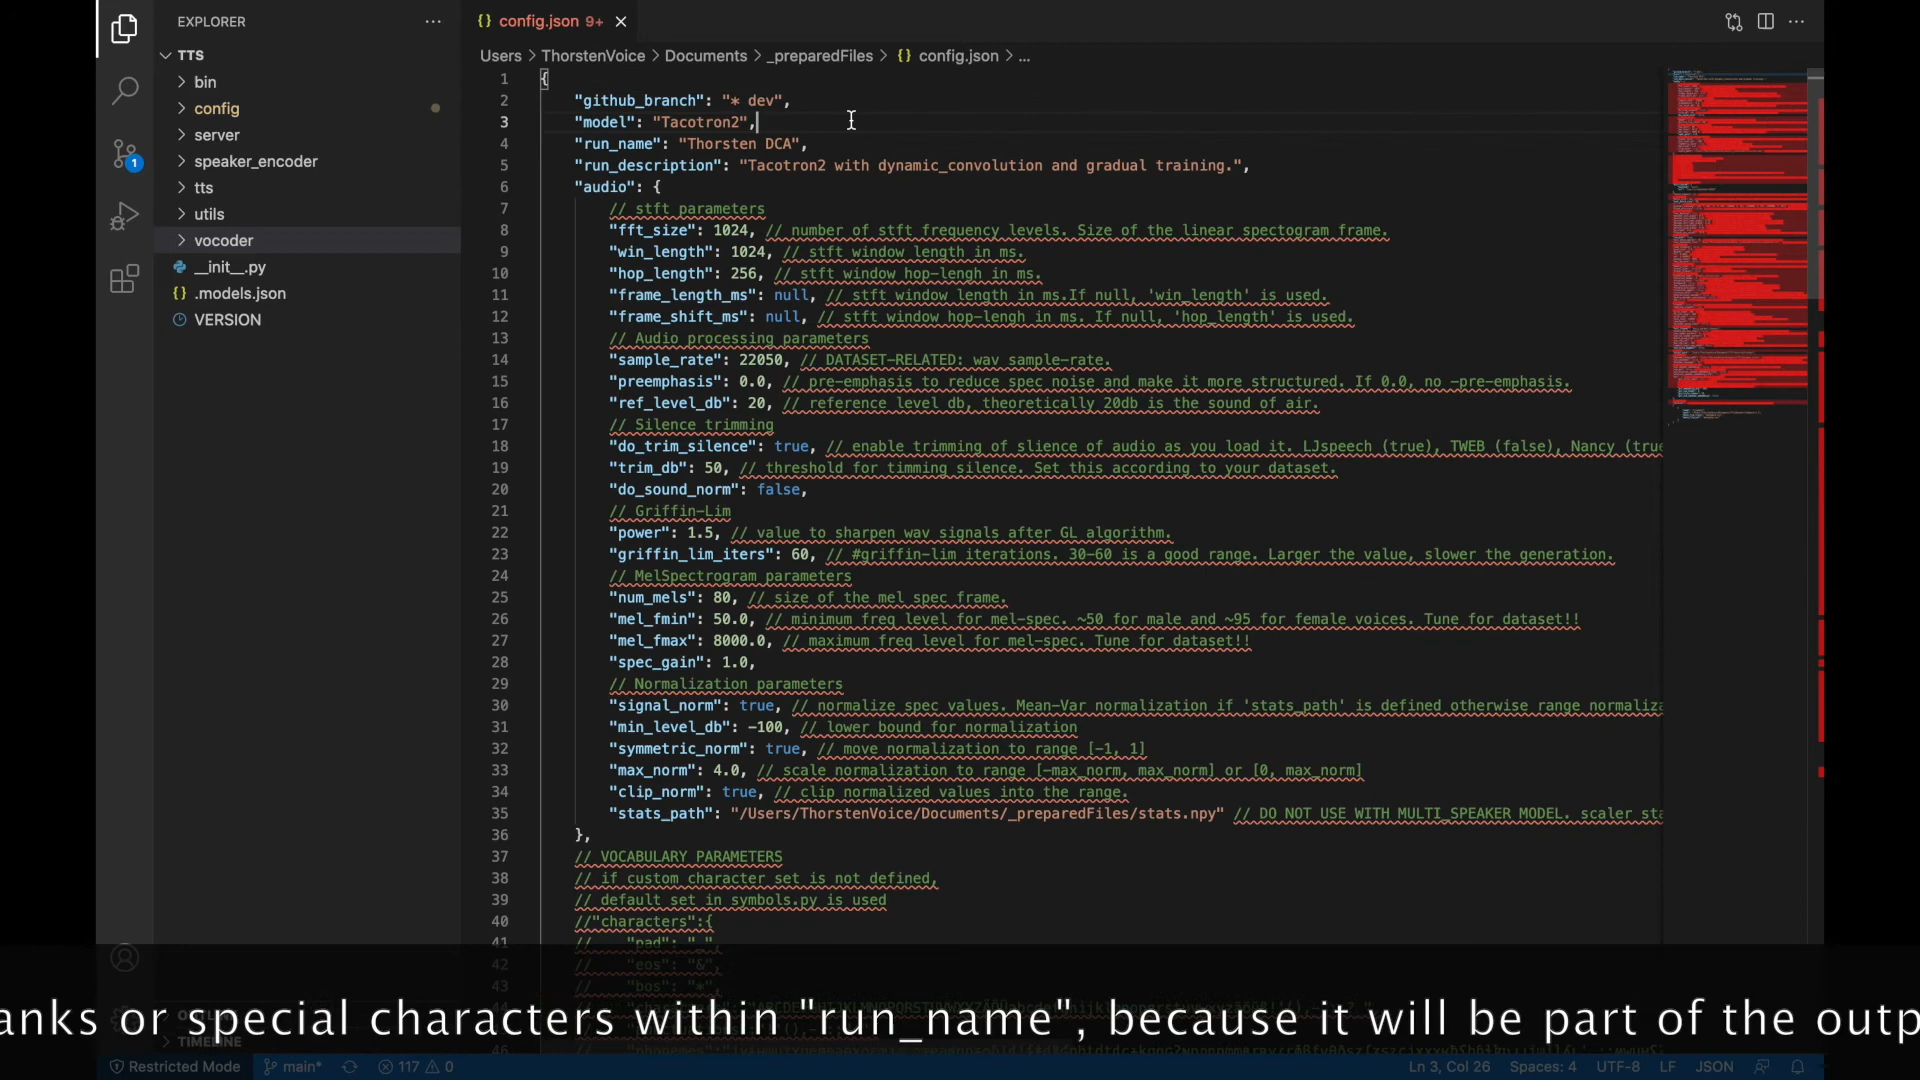 EXPLORER
TTS
bin
config
server
speaker_encoder
tts
utils
vocoder
__init__.py
.models.json
VERSION
1
config.json 9+
Users > ThorstenVoice > Documents > _preparedFiles > {} config.json > ...
1 {
2 "github_branch": "* dev",
3 "model": "Tacotron2",
4 "run_name": "Thorsten DCA",
5 "run_description": "Tacotron2 with dynamic_convolution and gradual training.",
6 "audio": {
7 // stft parameters
8 "fft_size": 1024, // number of stft frequency levels. Size of the linear spectogram frame.
9 "win_length": 1024, // stft window length in ms.
10 "hop_length": 256, // stft window hop-lengh in ms.
11 "frame_length_ms": null, // stft window length in ms.If null, 'win_length' is used.
12 "frame_shift_ms": null, // stft window hop-lengh in ms. If null, 'hop_length' is used.
13 // Audio processing parameters
14 "sample_rate": 22050, // DATASET-RELATED: wav sample-rate.
15 "preemphasis": 0.0, // pre-emphasis to reduce spec noise and make it more structured. If 0.0, no -pre-emphasis.
16 "ref_level_db": 20, // reference level db, theoretically 20db is the sound of air.
17 // Silence trimming
18 "do_trim_silence": true, // enable trimming of slience of audio as you load it. LJspeech (true), TWEB (false), Nancy (true
19 "trim_db": 50, // threshold for timming silence. Set this according to your dataset.
20 "do_sound_norm": false,
21 // Griffin-Lim
22 "power": 1.5, // value to sharpen wav signals after GL algorithm.
23 "griffin_lim_iters": 60, // #griffin-lim iterations. 30-60 is a good range. Larger the value, slower the generation.
24 // MelSpectrogram parameters
25 "num_mels": 80, // size of the mel spec frame.
26 "mel_fmin": 50.0, // minimum freq level for mel-spec. ~50 for male and ~95 for female voices. Tune for dataset!!
27 "mel_fmax": 8000.0, // maximum freq level for mel-spec. Tune for dataset!!
28 "spec_gain": 1.0,
29 // Normalization parameters
30 "signal_norm": true, // normalize spec values. Mean-Var normalization if 'stats_path' is defined otherwise range normaliza
31 "min_level_db": -100, // lower bound for normalization
32 "symmetric_norm": true, // move normalization to range [-1, 1]
33 "max_norm": 4.0, // scale normalization to range [-max_norm, max_norm] or [0, max_norm]
34 "clip_norm": true, // clip normalized values into the range.
35 "stats_path": "/Users/ThorstenVoice/Documents/_preparedFiles/stats.npy" // DO NOT USE WITH MULTI_SPEAKER MODEL. scaler sta
36 },
37 // VOCABULARY PARAMETERS
38 // if custom character set is not defined,
39 // default set in symbols.py is used
40 //"characters":{
41 // "pad": "_",
42 // "eos": "&",
43 // "bos": "*",
anks or special characters within "run_name", because it will be part of the outp
TIMELINE
46
Restricted Mode main* 117 0
Ln 3, Col 26 Spaces: 4 UTF-8 LF JSON